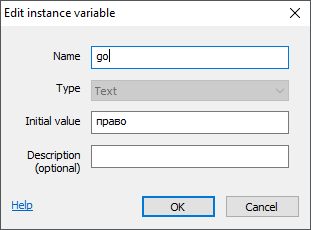 Edit instance variable
Name
go
Type
Text
Initial value
право
Description
(optional)
Help
OK
Cancel